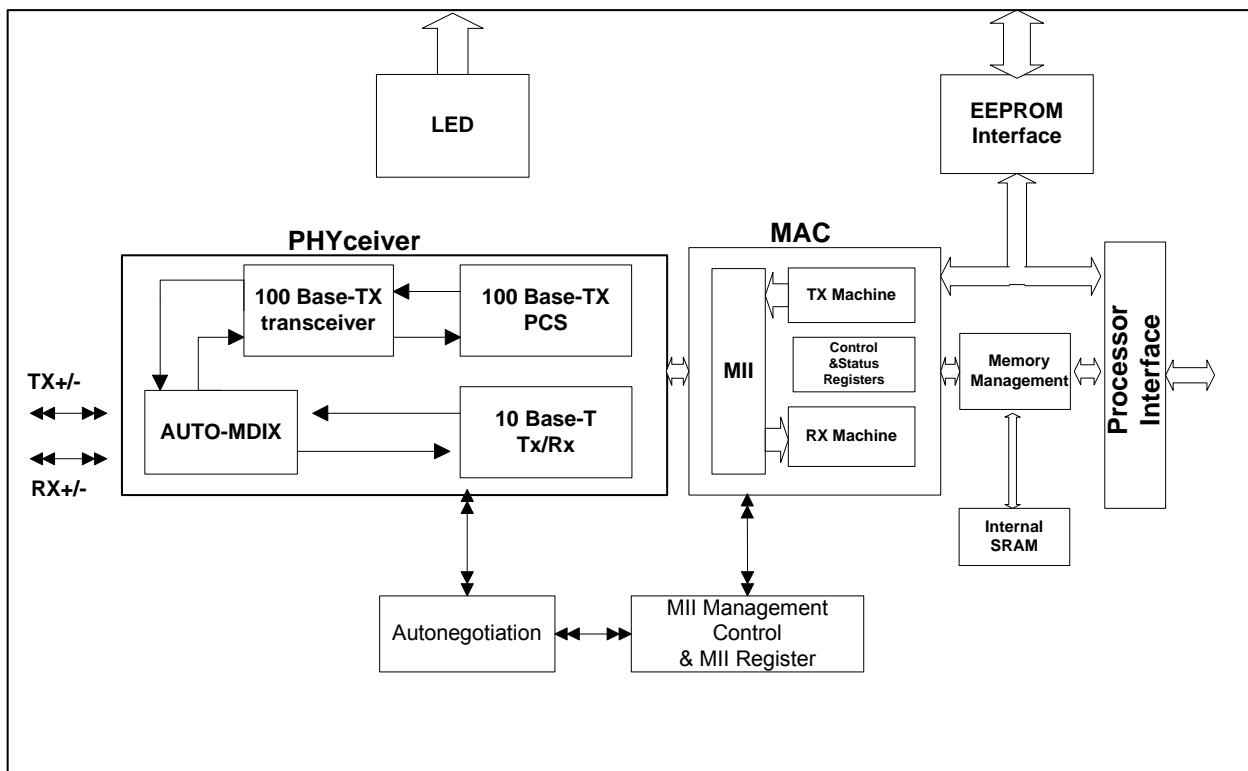 LED
EEPROM
Interface
PHYceiver
MAC
100 Base-TX
transceiver
100 Base-TX
PCS
TX+/-
AUTO-MDIX
10 Base-T
Tx/Rx
RX+/-
MII
TX Machine
Control
&Status
Registers
RX Machine
Memory
Management
Internal
SRAM
Processor
Interface
Autonegotiation
MII Management
Control
& MII Register